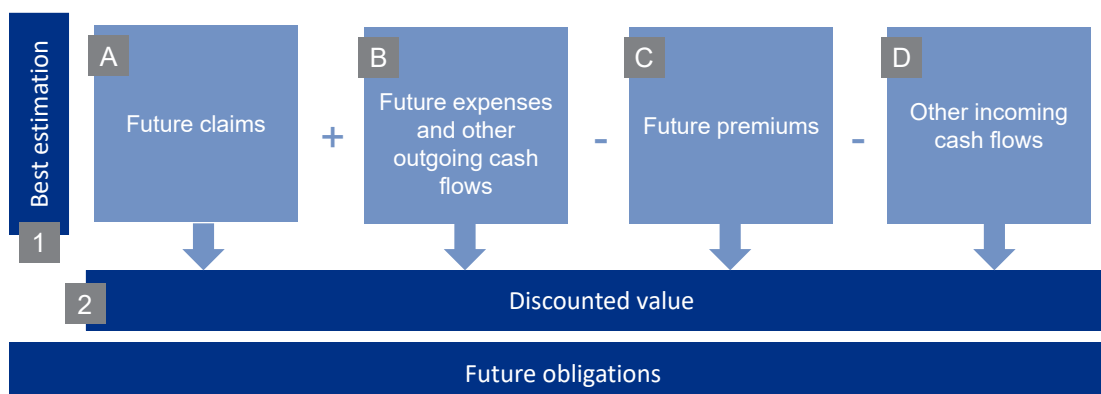 Best estimation
1
A
Future claims
+
B
Future expenses
and other
outgoing cash
flows
-
C
Future premiums
-
D
Other incoming
cash flows
2
Discounted value
Future obligations